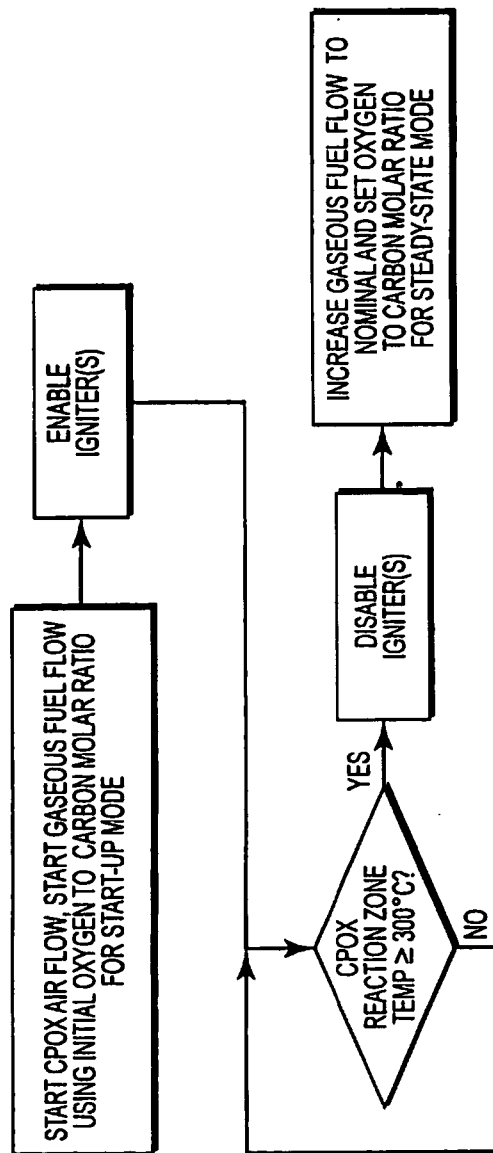 START CPOX AIR FLOW, START GASEOUS FUEL FLOW
USING INITIAL OXYGEN TO CARBON MOLAR RATIO
FOR START-UP MODE
ENABLE
IGNITER(S)
CPOX
REACTION ZONE
TEMP ≥ 300°C?
YES
NO
DISABLE
IGNITER(S)
INCREASE GASEOUS FUEL FLOW TO
NOMINAL AND SET OXYGEN
TO CARBON MOLAR RATIO
FOR STEADY-STATE MODE